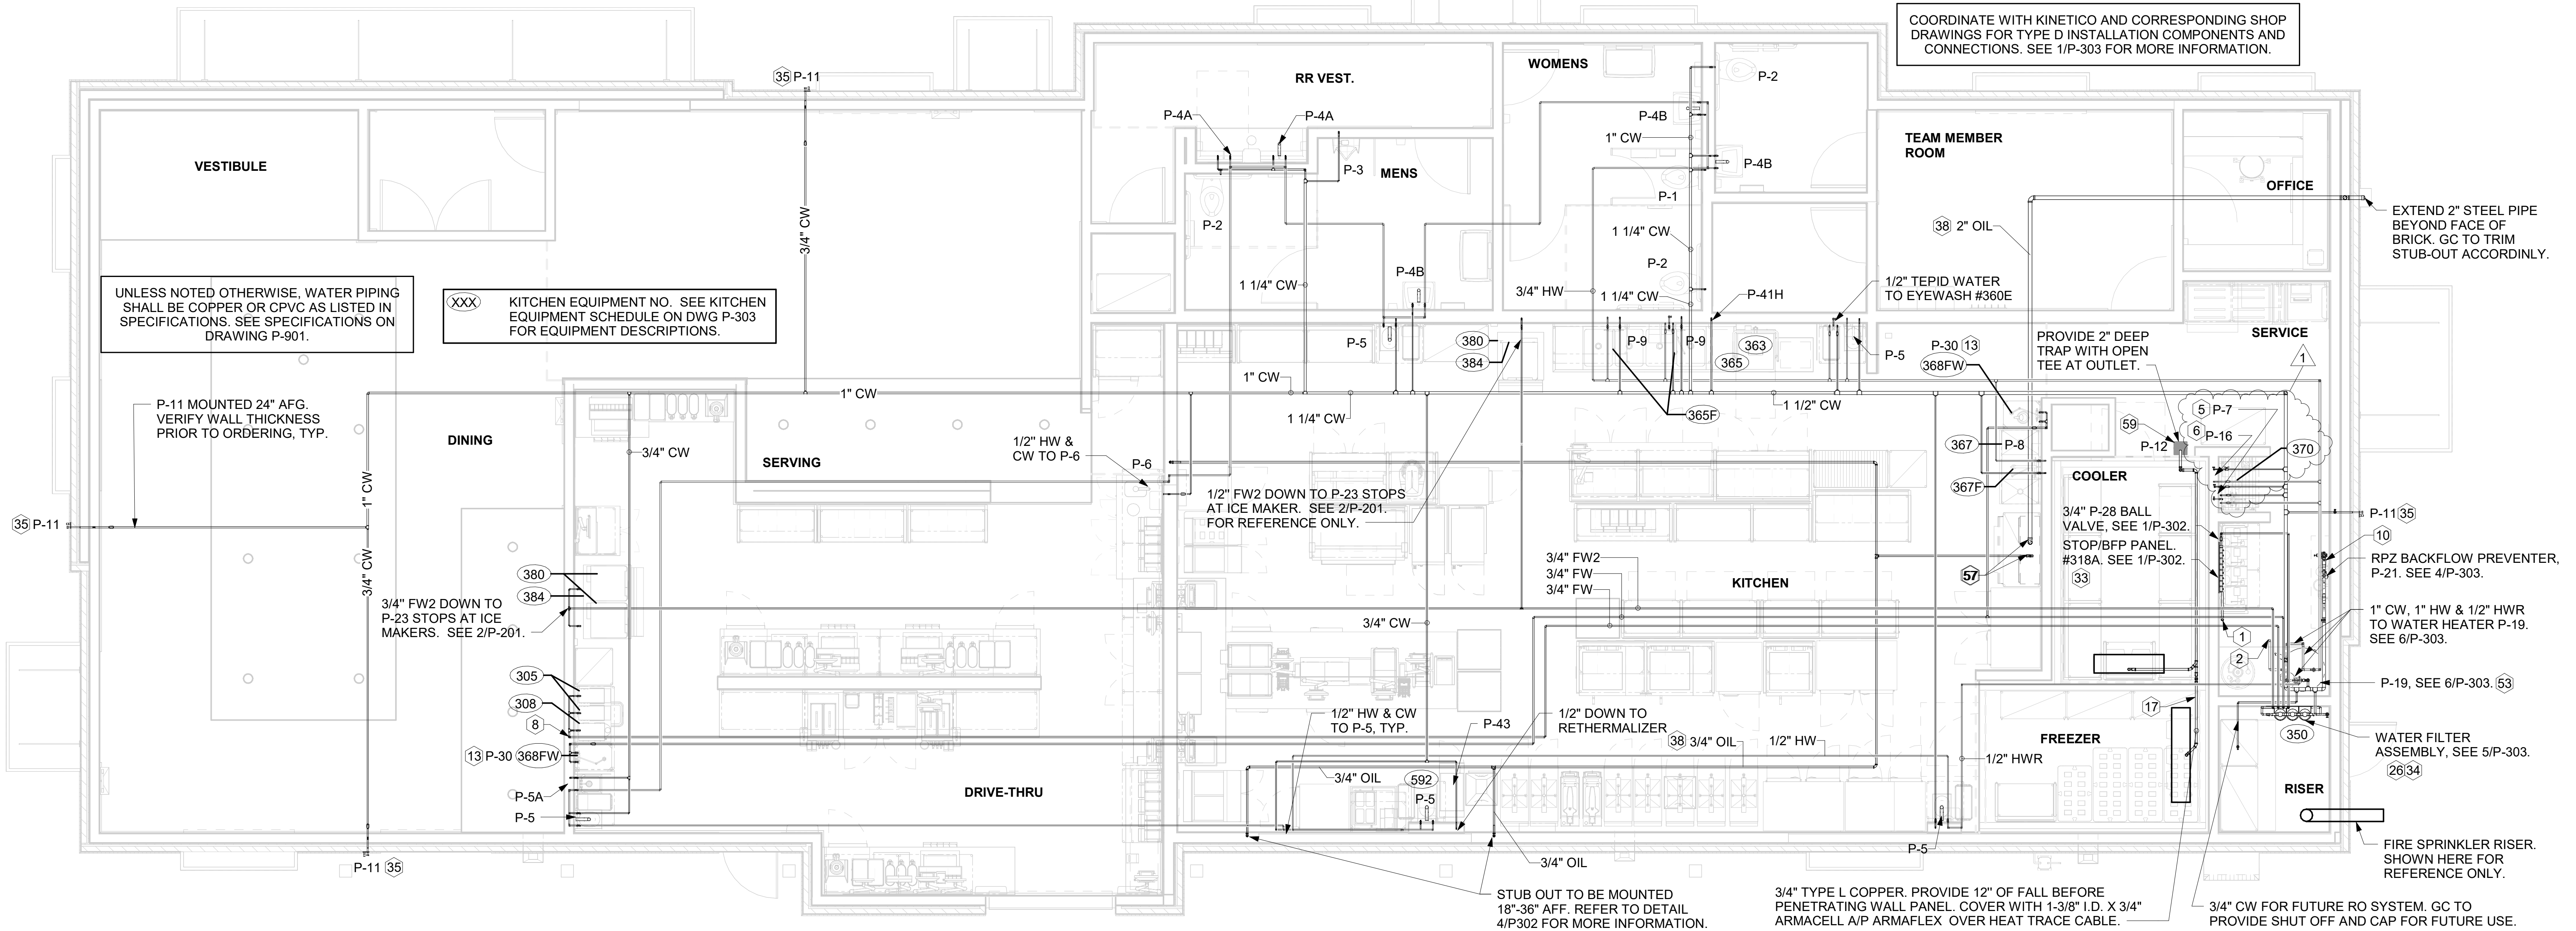 COORDINATE WITH KINETICO AND CORRESPONDING SHOP
DRAWINGS FOR TYPE D INSTALLATION COMPONENTS AND
CONNECTIONS. SEE 1/P-303 FOR MORE INFORMATION.
35 P-11
RR VEST.
WOMENS
P-2
P-4A
P-4A
P-4B
1" CW
VESTIBULE
P-3
MENS
P-4B
TEAM MEMBER
ROOM
OFFICE
P-1
P-2
3/4" CW
1 1/4" CW
38 2" OIL
EXTEND 2" STEEL PIPE
BEYOND FACE OF
BRICK. GC TO TRIM
STUB-OUT ACCORDINLY.
P-2
P-4B
1 1/4" CW
3/4" HW
1 1/4" CW
P-41H
1/2" TEPID WATER
TO EYEWASH #360E
UNLESS NOTED OTHERWISE, WATER PIPING
SHALL BE COPPER OR CPVC AS LISTED IN
SPECIFICATIONS. SEE SPECIFICATIONS ON
DRAWING P-901.
XXX
KITCHEN EQUIPMENT NO. SEE KITCHEN
EQUIPMENT SCHEDULE ON DWG P-303
FOR EQUIPMENT DESCRIPTIONS.
SERVICE
P-5
380
384
P-9
P-9
363
365
P-5
P-30 13
368FW
PROVIDE 2" DEEP
TRAP WITH OPEN
TEE AT OUTLET.
1
1" CW
1" CW
1 1/4" CW
365F
1 1/2" CW
P-11 MOUNTED 24" AFG.
VERIFY WALL THICKNESS
PRIOR TO ORDERING, TYP.
5 P-7
6 P-16
59
P-12
370
DINING
1/2" HW &
CW TO P-6
3/4" CW
SERVING
P-6
367
P-8
COOLER
367F
1" CW
1/2" FW2 DOWN TO P-23 STOPS
AT ICE MAKER. SEE 2/P-201.
FOR REFERENCE ONLY.
3/4" P-28 BALL
VALVE, SEE 1/P-302.
35 P-11
P-11 35
10
STOP/BFP PANEL.
#318A. SEE 1/P-302.
33
RPZ BACKFLOW PREVENTER,
P-21. SEE 4/P-303.
3/4" FW2
3/4" FW
3/4" FW
KITCHEN
57
380
384
3/4" CW
3/4" FW2 DOWN TO
P-23 STOPS AT ICE
MAKERS. SEE 2/P-201.
3/4" CW
1" CW, 1" HW & 1/2" HWR
TO WATER HEATER P-19.
SEE 6/P-303.
1
2
305
308
8
P-19, SEE 6/P-303. 53
17
1/2" HW & CW
TO P-5, TYP.
P-43
1/2" DOWN TO
RETHERMALIZER
38 3/4" OIL
1/2" HW
FREEZER
350
WATER FILTER
ASSEMBLY, SEE 5/P-303.
26 34
13 P-30 368FW
1/2" HWR
3/4" OIL
592
P-5
P-5A
P-5
DRIVE-THRU
RISER
P-5
P-11 35
3/4" OIL
FIRE SPRINKLER RISER.
SHOWN HERE FOR
REFERENCE ONLY.
STUB OUT TO BE MOUNTED
18"-36" AFF. REFER TO DETAIL
4/P302 FOR MORE INFORMATION.
3/4" TYPE L COPPER. PROVIDE 12" OF FALL BEFORE
PENETRATING WALL PANEL. COVER WITH 1-3/8" I.D. X 3/4"
ARMACELL A/P ARMAFLEX OVER HEAT TRACE CABLE.
3/4" CW FOR FUTURE RO SYSTEM. GC TO
PROVIDE SHUT OFF AND CAP FOR FUTURE USE.